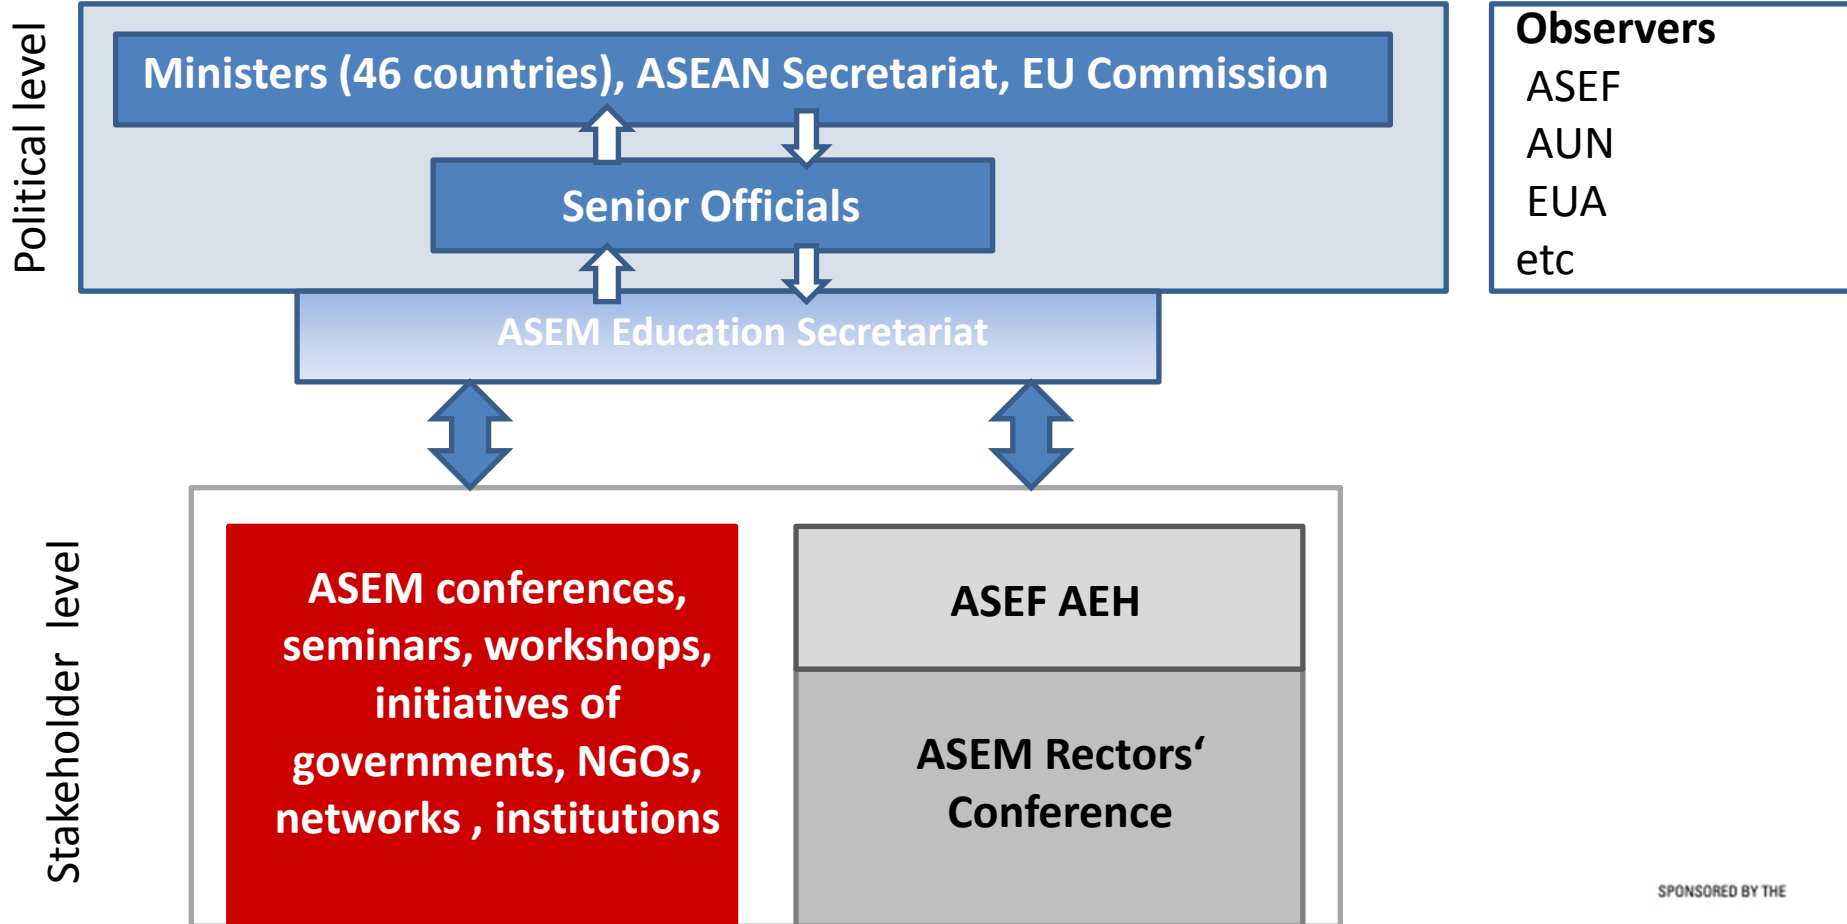 Political level
Ministers (46 countries), ASEAN Secretariat, EU Commission
Senior Officials
ASEM Education Secretariat
Observers
ASEF
AUN
EUA
etc
Stakeholder level
ASEM conferences,
seminars, workshops,
initiatives of
governments, NGOs,
networks , institutions
ASEF AEH
ASEM Rectors‘
Conference
SPONSORED BY THE